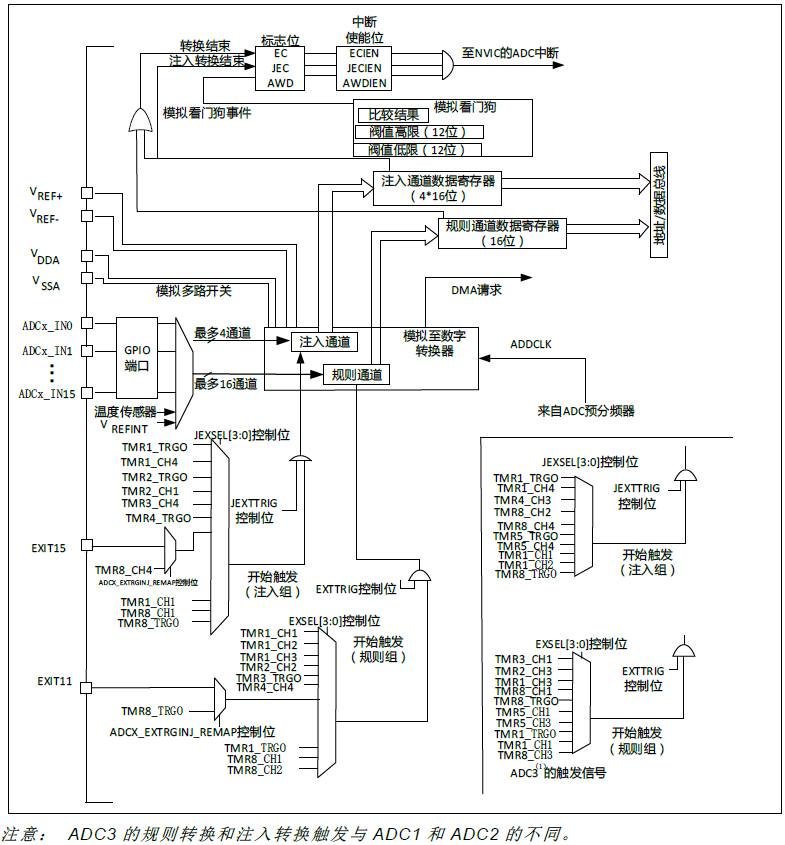 转换结束
注入转换结束
标志位
EC
JEC
AWD
中断
使能位
ECIEN
JECIEN
AWDIEN
至NVIC的ADC中断
模拟看门狗事件
模拟看门狗
比较结果
阀值高限（12位）
阀值低限（12位）
注入通道数据寄存器
（4*16位）
规则通道数据寄存器
（16位）
地址/数据总线
VREF+
VREF-
VDDA
VSSA
模拟多路开关
DMA请求
ADCx_IN0
ADCx_IN1
ADCx_IN15
GPIO
端口
最多4通道
最多16通道
注入通道
规则通道
模拟至数字
转换器
ADDCLK
来自ADC预分频器
温度传感器
VREFINT
JEXSEL[3:0]控制位
TMR1_TRGO
TMR1_CH4
TMR2_TRGO
TMR2_CH1
TMR3_CH4
TMR4_TRGO
JEXTTRIG
控制位
EXIT15
TMR8_CH4
ADCX_EXTRGINJ_REMAP控制位
TMR1_CH1
TMR8_CH1
TMR8_TRGO
开始触发
（注入组）
EXTTRIG控制位
EXSEL[3:0]控制位
TMR1_CH1
TMR1_CH2
TMR1_CH3
TMR2_CH2
TMR3_TRGO
TMR4_CH4
开始触发
（规则组）
EXIT11
TMR8_TRGO
ADCX_EXTRGINJ_REMAP控制位
TMR1_TRGO
TMR8_CH1
TMR8_CH2
JEXSEL[3:0]控制位
TMR1_TRGO
TMR1_CH4
TMR4_CH3
TMR8_CH2
TMR8_CH4
TMR5_TRGO
TMR5_CH4
TMR1_CH1
TMR1_CH2
TMR8_TRGO
JEXTTRIG
控制位
开始触发
（注入组）
EXSEL[3:0]控制位
TMR3_CH1
TMR2_CH3
TMR1_CH3
TMR8_CH1
TMR8_TRGO
TMR5_CH1
TMR5_CH3
TMR1_TRGO
TMR1_CH1
TMR8_CH3
EXTTRIG
控制位
开始触发
（规则组）
ADC3(1)的触发信号
注意： ADC3 的规则转换和注入转换触发与 ADC1 和 ADC2 的不同。